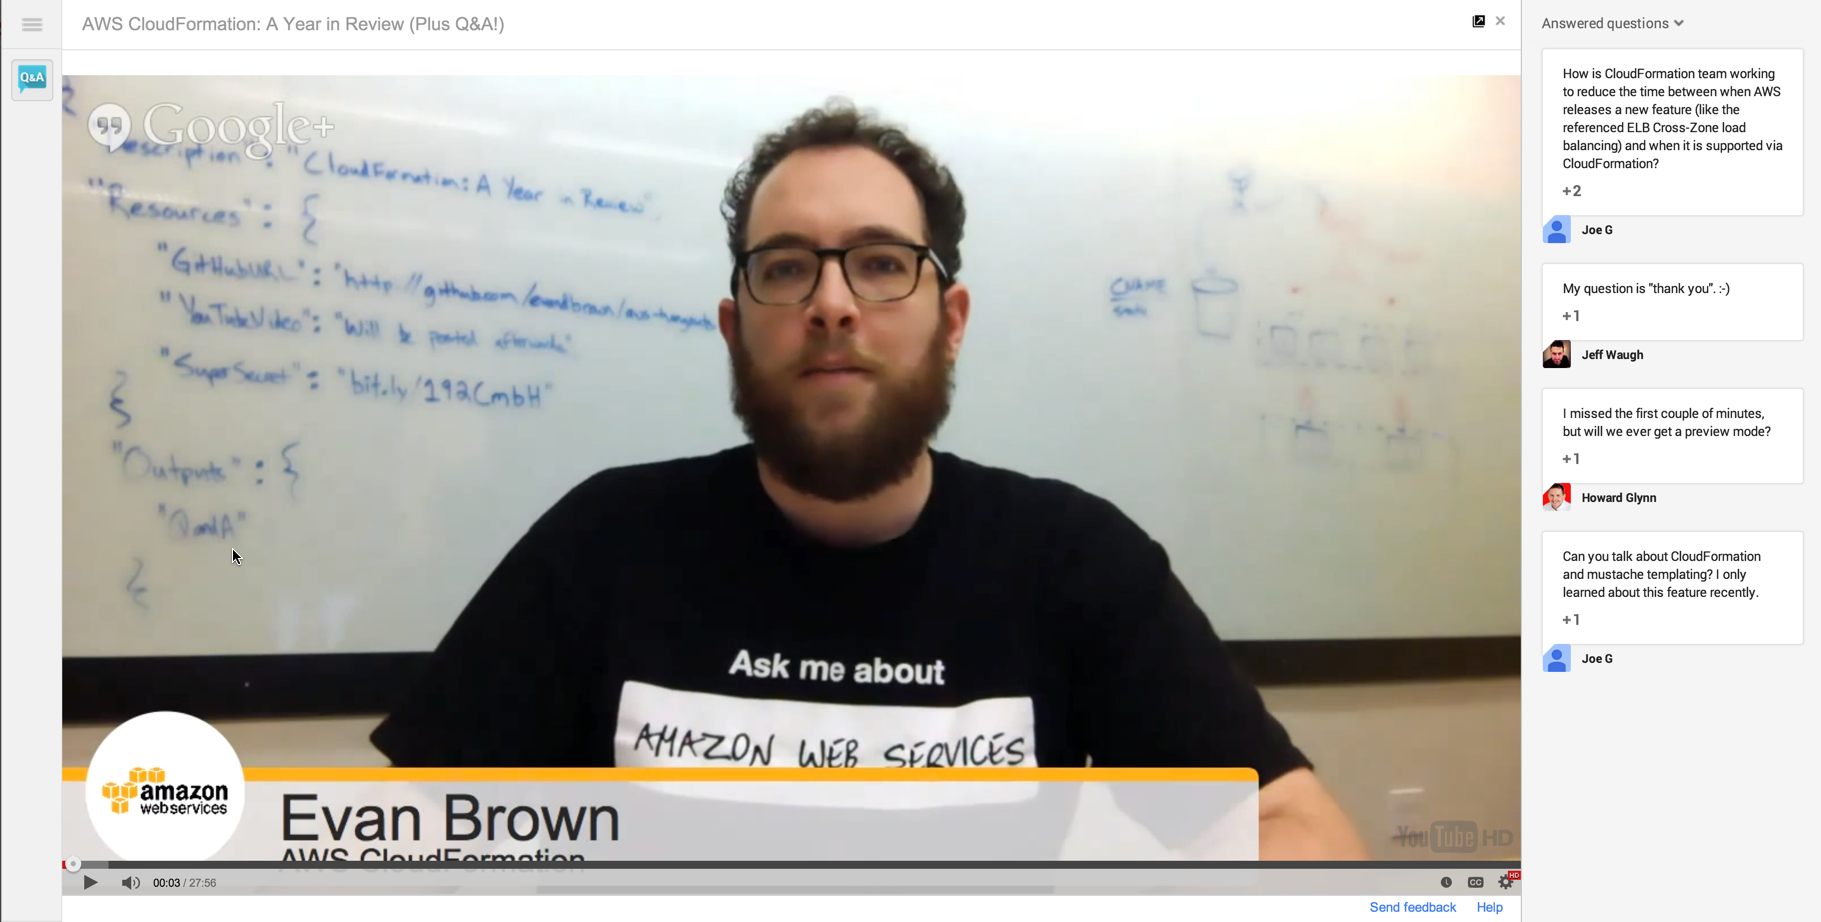 AWS CloudFormation: A Year in Review (Plus Q&A!)
Q&A
Google+
Description": "CloudFormation: A Year in Review",
"Resources": {
"GitHubURL": "http://github.com/evandbrown/aws-hangouts
"YouTubeVideo": "Will be posted afterwards"
"SuperSecret": "bit.ly/192CmbH"
}
"Outputs": {
"QandA"
CNAME
Ask me about
AMAZON WEB SERVICES
amazon
webservices
Evan Brown
AWS CloudFormation
YouTube HD
00:03 / 27:56
CC
HD
Send feedback
Help
Answered questions
How is CloudFormation team working
to reduce the time between when AWS
releases a new feature (like the
referenced ELB Cross-Zone load
balancing) and when it is supported via
CloudFormation?
+2
Joe G
My question is "thank you". :-)
+1
Jeff Waugh
I missed the first couple of minutes,
but will we ever get a preview mode?
+1
Howard Glynn
Can you talk about CloudFormation
and mustache templating? I only
learned about this feature recently.
+1
Joe G